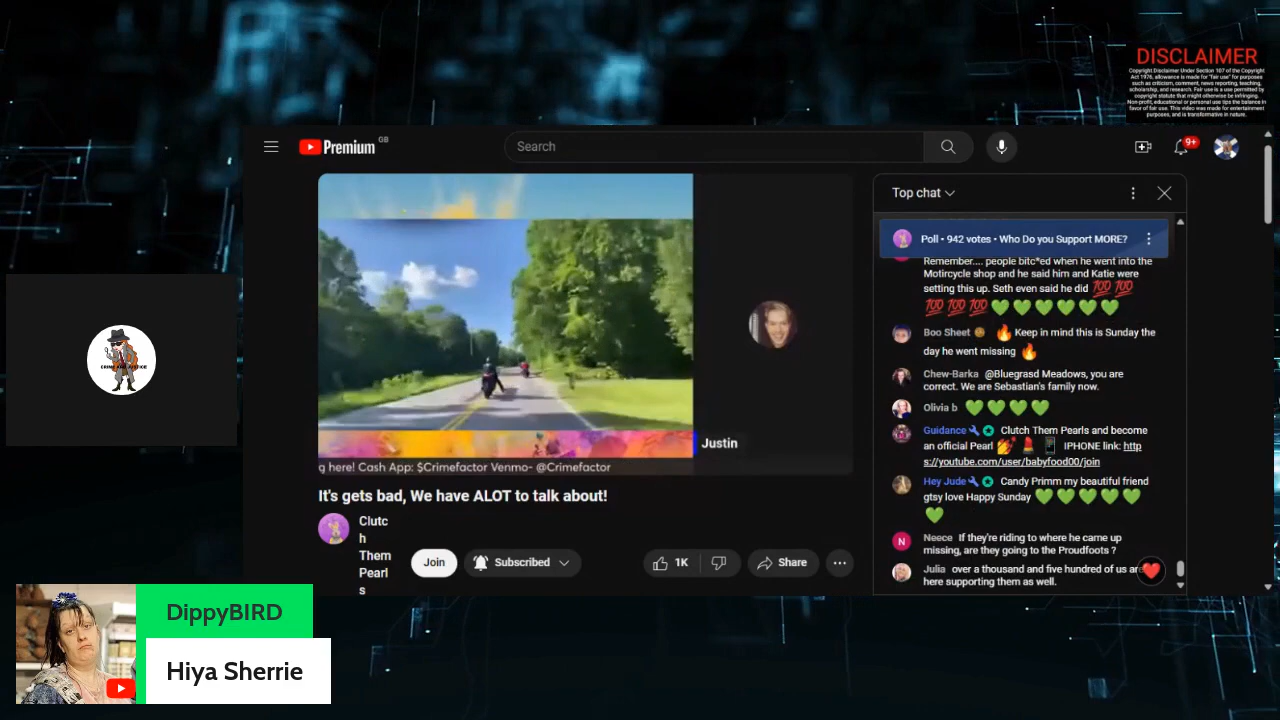 DISCLAIMER
Copyright Disclaimer Under Section 107 of the Copyright
Act 1976, allowance is made for "fair use" for purposes
such as criticism, comment, news reporting, teaching,
scholarship, and research. Fair use is a use permitted by
copyright statute that might otherwise be infringing.
Non-profit, educational or personal use tips the balance in
favor of fair use. This video was made for entertainment
purposes, and is transformative in nature.
Premium GB
Search
9+
CRIME AND JUSTICE
Justin
g here! Cash App: $Crimefactor Venmo- @Crimefactor
It's gets bad, We have ALOT to talk about!
Clutc
h
Them
Pearl
s
Join
Subscribed
1K
Share
Top chat
Poll • 942 votes • Who Do you Support MORE?
Remember.... people bitc*ed when he went into the
Motircycle shop and he said him and Katie were
setting this up. Seth even said he did 💯 💯
💯 💯 💯 💚 💚 💚 💚 💚 💚
Boo Sheet 🔥 Keep in mind this is Sunday the
day he went missing 🔥
Chew-Barka @Bluegrasd Meadows, you are
correct. We are Sebastian's family now.
Olivia b 💚 💚 💚 💚
Guidance Clutch Them Pearls and become
an official Pearl 💅 💄 📱 IPHONE link: http
s://youtube.com/user/babyfood00/join
Hey Jude Candy Primm my beautiful friend
gtsy love Happy Sunday 💚 💚 💚 💚 💚
💚
N
Neece If they're riding to where he came up
missing, are they going to the Proudfoots ?
Julia over a thousand and five hundred of us are
here supporting them as well.
DippyBIRD
Hiya Sherrie